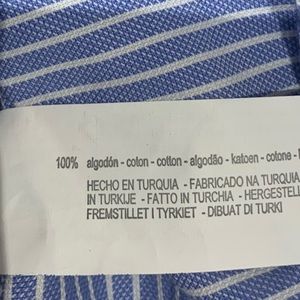 100% algodón - coton - cotton - algodão - katoen - cotone -
HECHO EN TURQUIA - FABRICADO NA TURQUIA
IN TURKIJE - FATTO IN TURCHIA - HERGESTELL
FREMSTILLET I TYRKIET - DIBUAT DI TURKI